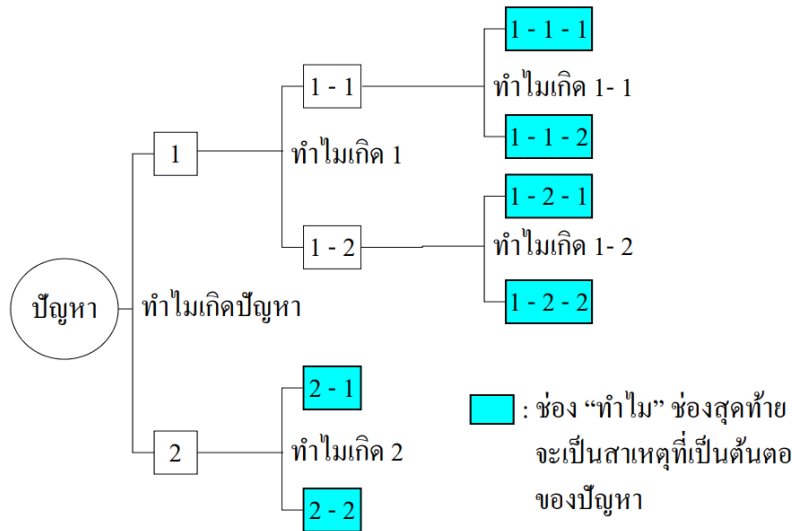 1 - 1 - 1
1 - 1
ทำไมเกิด 1- 1
1
ทำไมเกิด 1
1 - 1 - 2
1 - 2 - 1
1 - 2
ทำไมเกิด 1- 2
1 - 2 - 2
ปัญหา
ทำไมเกิดปัญหา
2 - 1
2
ทำไมเกิด 2
2 - 2
: ช่อง “ทำไม” ช่องสุดท้าย
จะเป็นสาเหตุที่เป็นต้นตอ
ของปัญหา